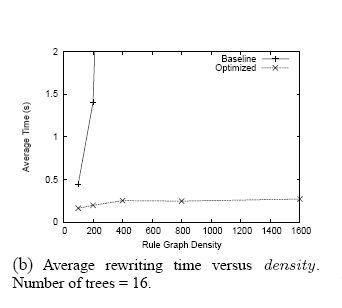 2
Baseline
Optimized
1.5
1
0.5
0
Average Time (s)
0 200 400 600 800 1000 1200 1400 1600
Rule Graph Density
(b) Average rewriting time versus density.
Number of trees = 16.